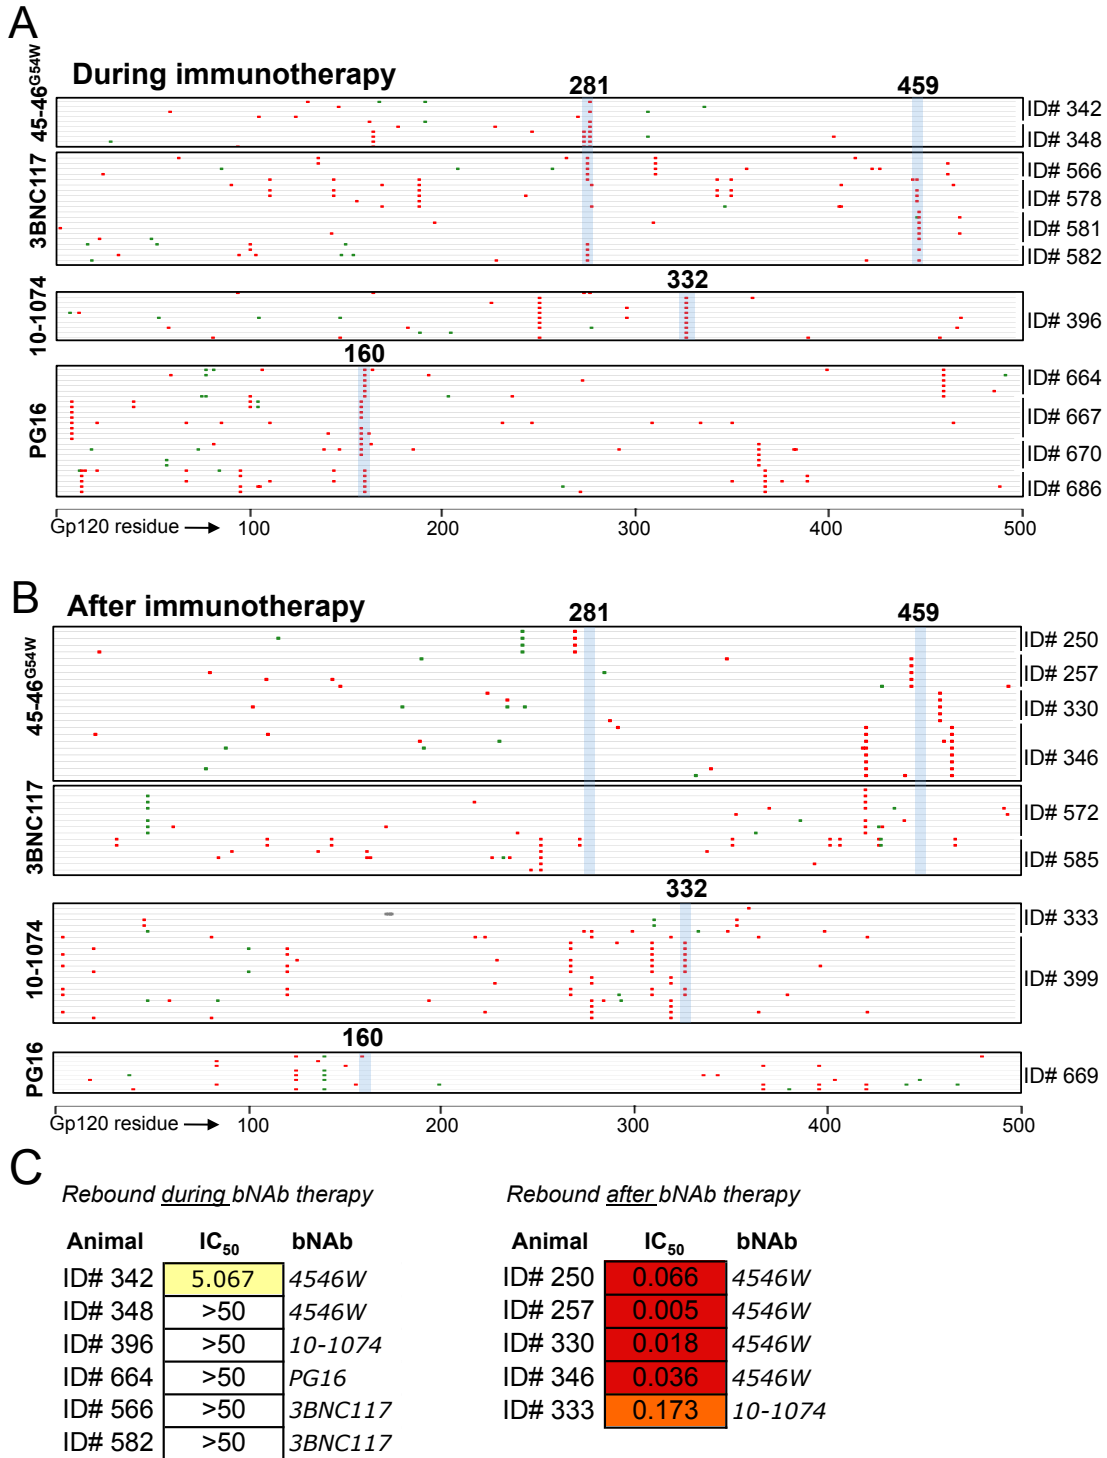 A
During immunotherapy
281
459
45-46G54W
ID# 342
ID# 348
3BNC117
ID# 566
ID# 578
ID# 581
ID# 582
332
10-1074
ID# 396
160
PG16
ID# 664
ID# 667
ID# 670
ID# 686
Gp120 residue → 100 200 300 400 500
B
After immunotherapy
281
459
45-46G54W
ID# 250
ID# 257
ID# 330
ID# 346
3BNC117
ID# 572
ID# 585
332
10-1074
ID# 333
ID# 399
160
PG16
ID# 669
Gp120 residue → 100 200 300 400 500
C
Rebound during bNAb therapy
Animal IC50 bNAb
ID# 342 5.067 4546W
ID# 348 >50 4546W
ID# 396 >50 10-1074
ID# 664 >50 PG16
ID# 566 >50 3BNC117
ID# 582 >50 3BNC117
Rebound after bNAb therapy
Animal IC50 bNAb
ID# 250 0.066 4546W
ID# 257 0.005 4546W
ID# 330 0.018 4546W
ID# 346 0.036 4546W
ID# 333 0.173 10-1074